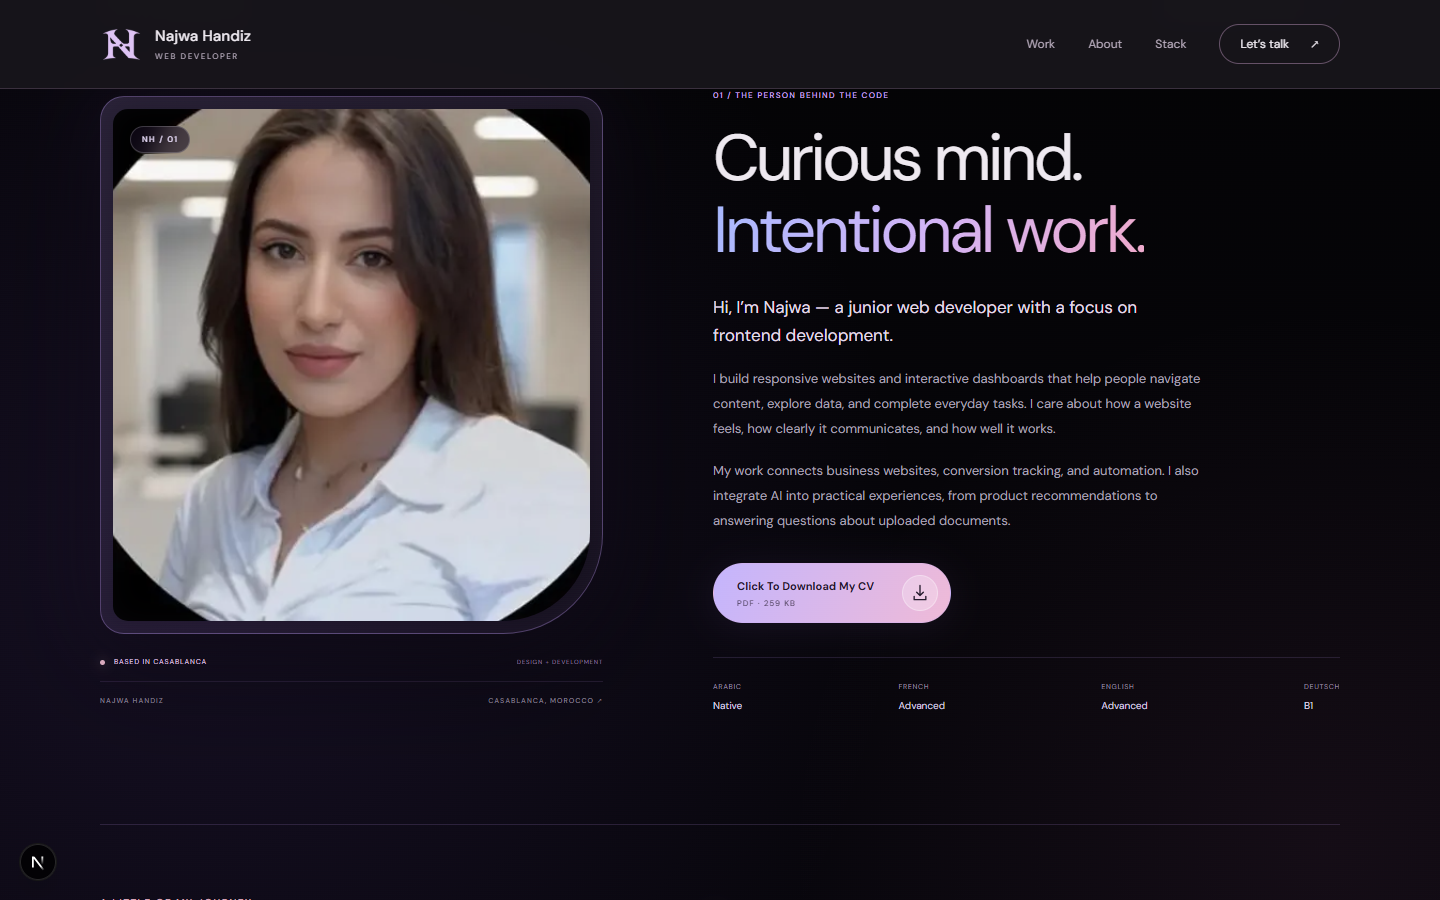 Najwa Handiz
WEB DEVELOPER
Work
About
Stack
Let's talk ↗
NH / 01
01 / THE PERSON BEHIND THE CODE
Curious mind.
Intentional work.
Hi, I'm Najwa — a junior web developer with a focus on
frontend development.
I build responsive websites and interactive dashboards that help people navigate
content, explore data, and complete everyday tasks. I care about how a website
feels, how clearly it communicates, and how well it works.
My work connects business websites, conversion tracking, and automation. I also
integrate AI into practical experiences, from product recommendations to
answering questions about uploaded documents.
Click To Download My CV
PDF · 259 KB
BASED IN CASABLANCA
DESIGN + DEVELOPMENT
NAJWA HANDIZ
CASABLANCA, MOROCCO ↗
ARABIC
Native
FRENCH
Advanced
ENGLISH
Advanced
DEUTSCH
B1